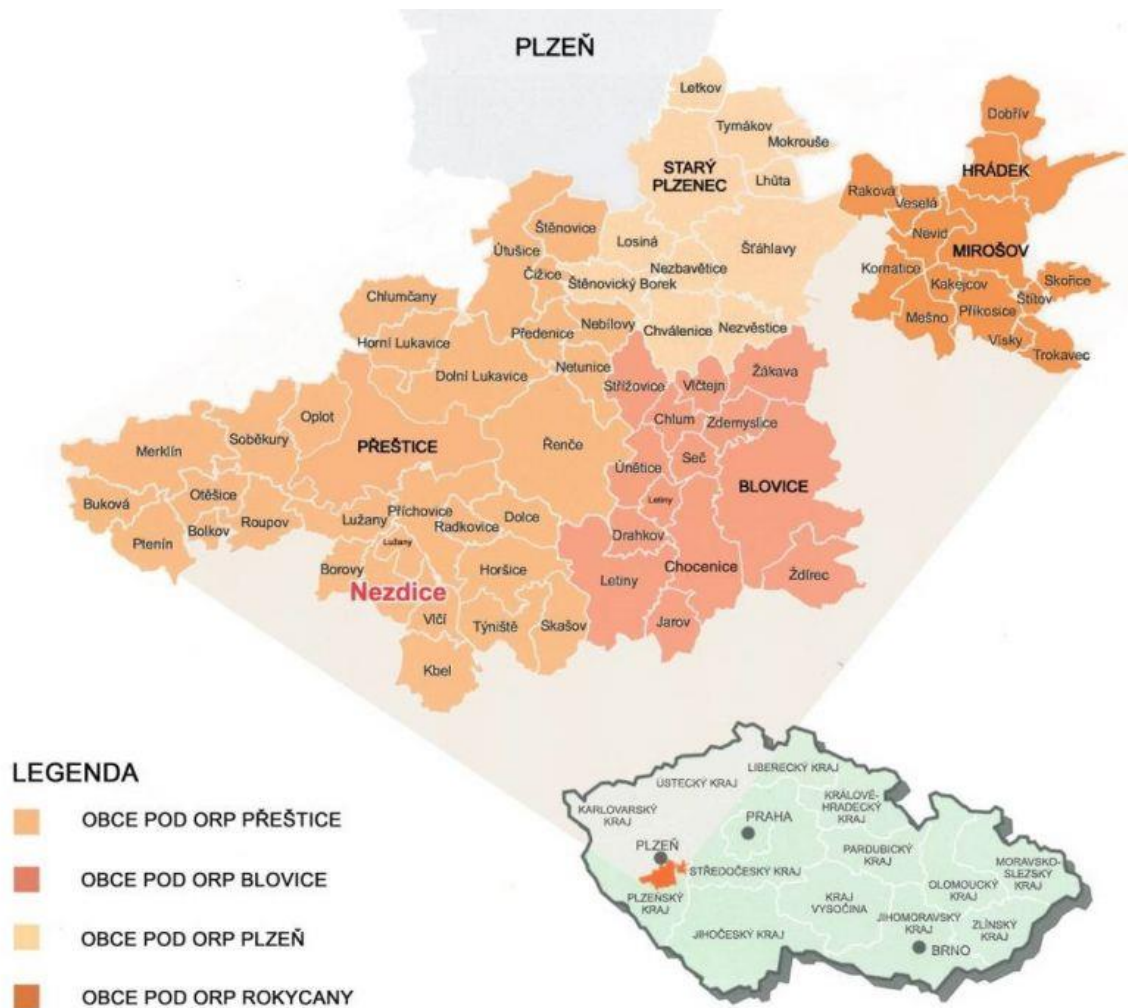 PLZEŇ
Letkov
Dobřív
Tymákov
Mokrouše
STARÝ
PLZENEC
Lhůta
HRÁDEK
Raková
Veselá
Štěnovice
Losiná
Šťáhlavy
Nevid
MIROŠOV
Útušice
Čižice
Nezbavětice
Štěnovický Borek
Kornatice
Kakejcov
Skořice
Štítov
Chlumčany
Předenice
Nebílovy
Chválenice
Nezvěstice
Mešno
Příkosice
Vísky
Trokavec
Horní Lukavice
Dolní Lukavice
Netunice
Střížovice
Vlčtejn
Žákava
Oplot
Chlum
Zdemyslice
Merklín
Soběkury
PŘEŠTICE
Řenče
Únětice
Seč
BLOVICE
Buková
Otěšice
Letiny
Ptenín
Bolkov
Roupov
Lužany
Příchovice
Radkovice
Dolce
Drahkov
Lužany
Borovy
Horšice
Letiny
Chocenice
Ždírec
Nezdice
Vlčí
Týniště
Skašov
Jarov
Kbel
LEGENDA
OBCE POD ORP PŘEŠTICE
OBCE POD ORP BLOVICE
OBCE POD ORP PLZEŇ
OBCE POD ORP ROKYCANY
LIBERECKÝ KRAJ
ÚSTECKÝ KRAJ
KARLOVARSKÝ
KRAJ
KRÁLOVÉ-
HRADECKÝ
KRAJ
PRAHA
PLZEŇ
STŘEDOČESKÝ KRAJ
PARDUBICKÝ
KRAJ
MORAVSKO-
SLEZSKÝ
KRAJ
PLZEŇSKÝ
KRAJ
KRAJ
VYSOČINA
OLOMOUCKÝ
KRAJ
JIHOČESKÝ KRAJ
JIHOMORAVSKÝ
KRAJ
ZLÍNSKÝ
KRAJ
BRNO